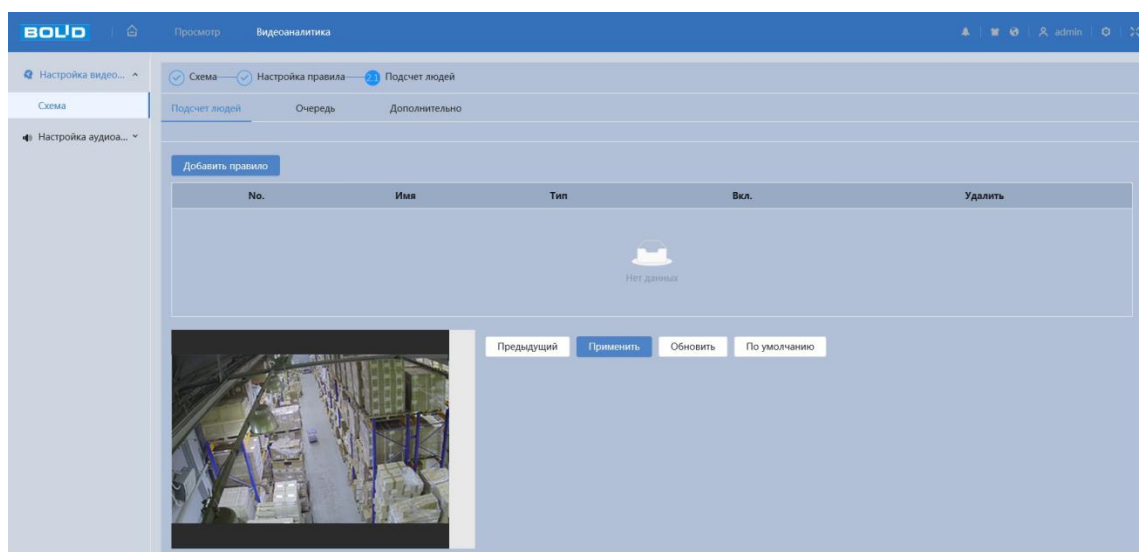 BOLID Просмотр Видеоаналитика admin
Настройка видео...
Схема
Настройка аудиоа...
Схема Настройка правила 2.1 Подсчет людей
Подсчет людей Очередь Дополнительно
Добавить правило
No. Имя Тип Вкл. Удалить
Нет данных
Предыдущий Применить Обновить По умолчанию